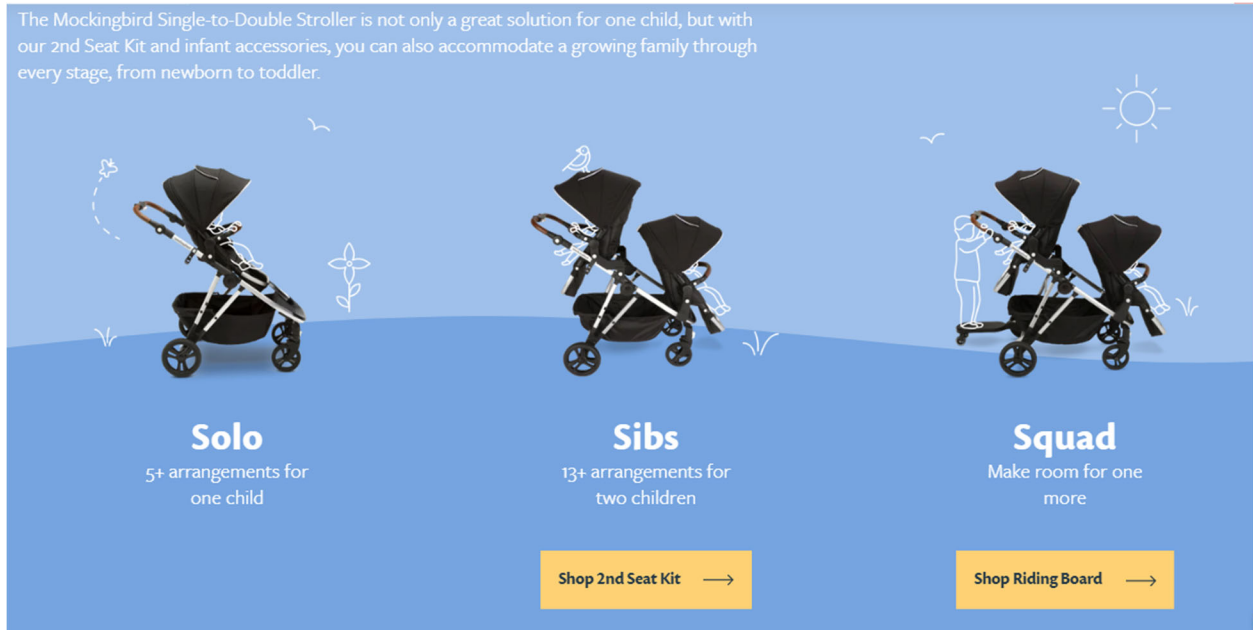 The Mockingbird Single-to-Double Stroller is not only a great solution for one child, but with
our 2nd Seat Kit and infant accessories, you can also accommodate a growing family through
every stage, from newborn to toddler.
Solo
5+ arrangements for
one child
Sibs
13+ arrangements for
two children
Shop 2nd Seat Kit
Squad
Make room for one
more
Shop Riding Board